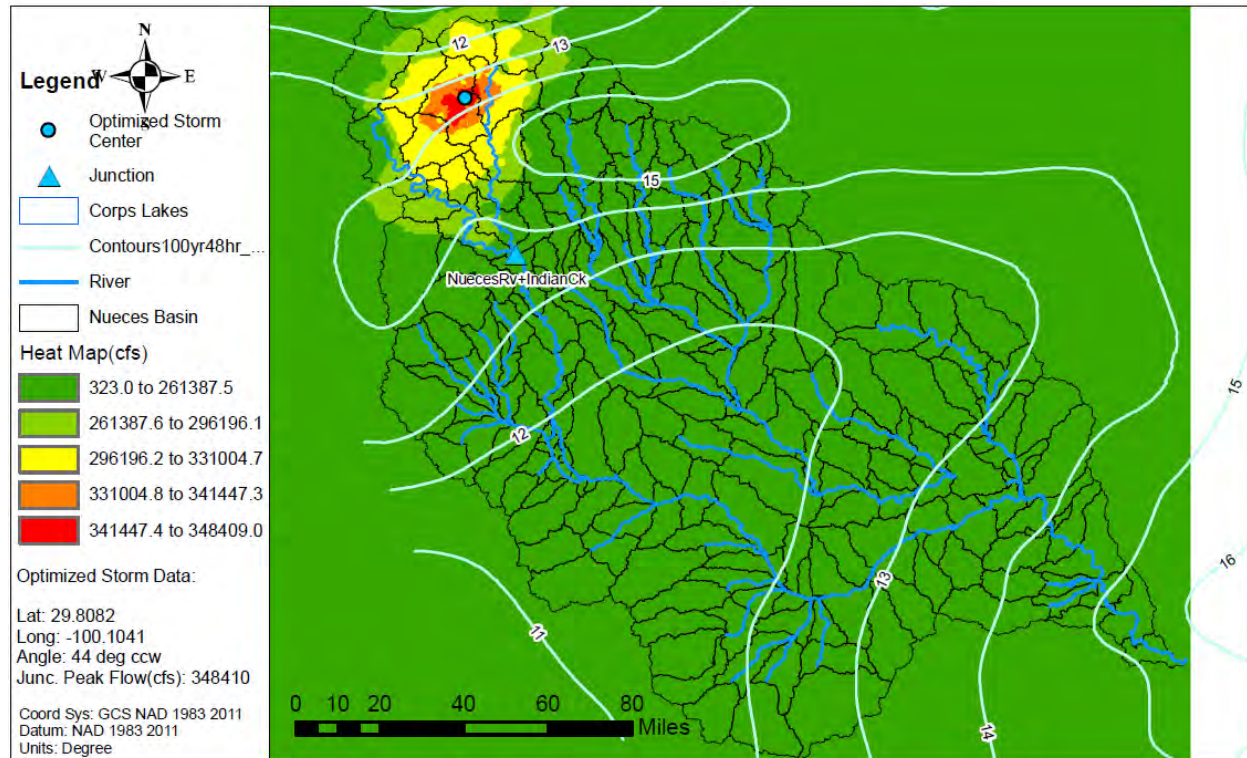 N
W
E
S
Legend
Optimized Storm
Center
Junction
Corps Lakes
Contours100yr48hr_...
River
Nueces Basin
Heat Map(cfs)
323.0 to 261387.5
261387.6 to 296196.1
296196.2 to 331004.7
331004.8 to 341447.3
341447.4 to 348409.0
Optimized Storm Data:
Lat: 29.8082
Long: -100.1041
Angle: 44 deg ccw
Junc. Peak Flow(cfs): 348410
Coord Sys: GCS NAD 1983 2011
Datum: NAD 1983 2011
Units: Degree
12
13
15
NuecesRv+IndianCk
12
15
16
13
11
14
0 10 20 40 60 80
Miles